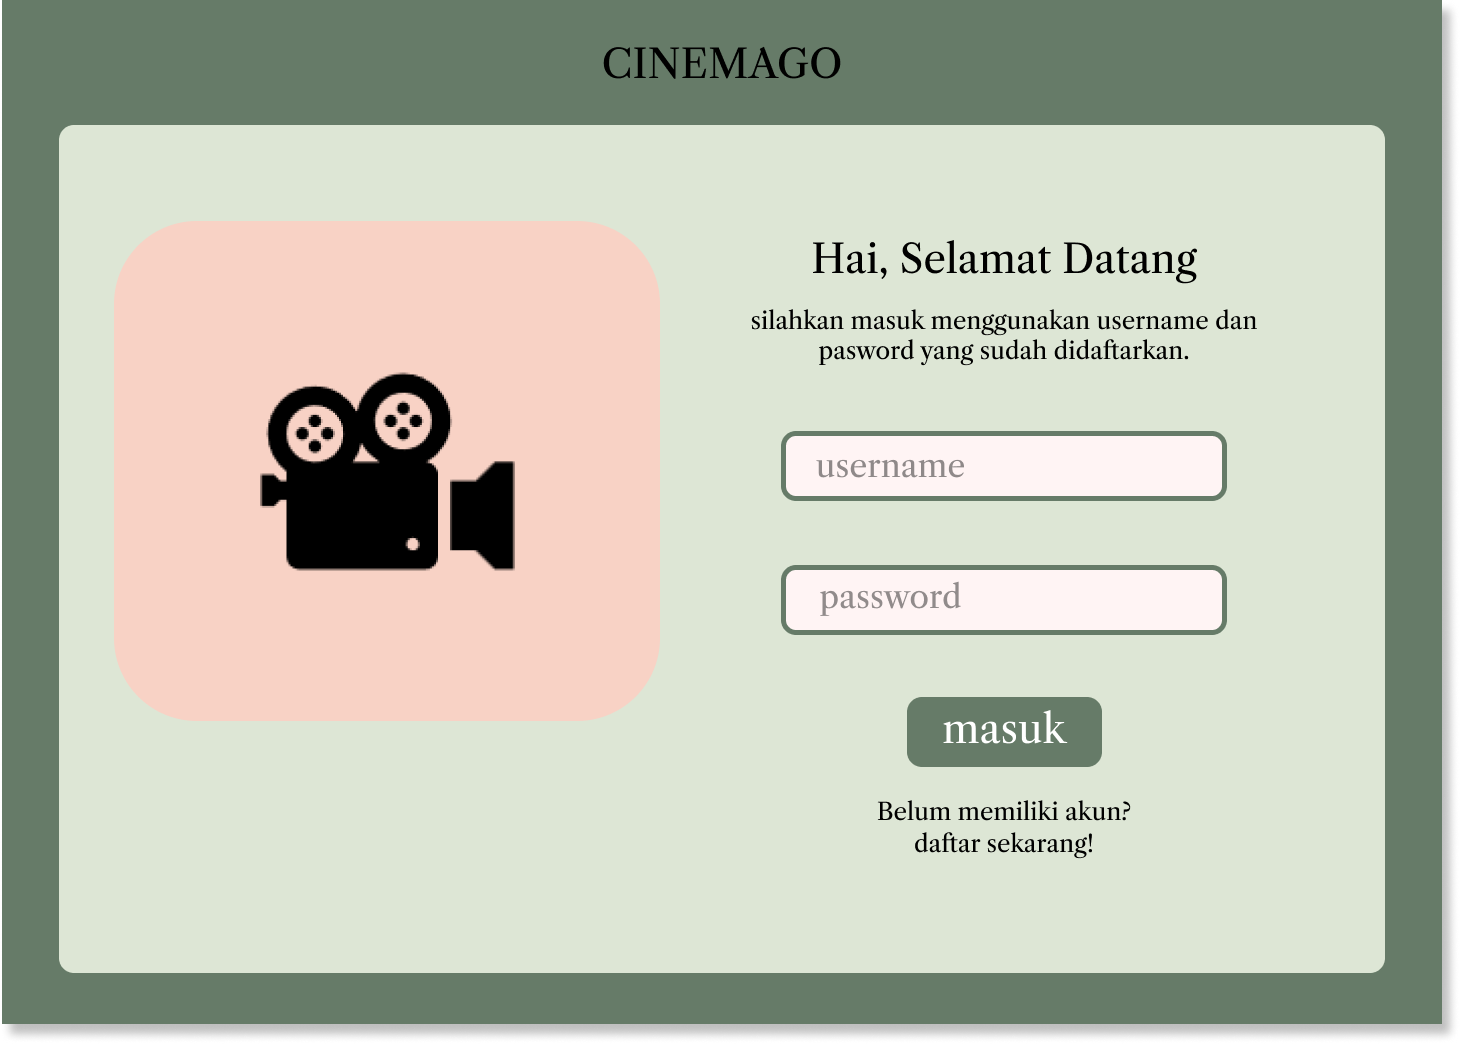 CINEMAGO
Hai, Selamat Datang
silahkan masuk menggunakan username dan
pasword yang sudah didaftarkan.
username
password
masuk
Belum memiliki akun?
daftar sekarang!